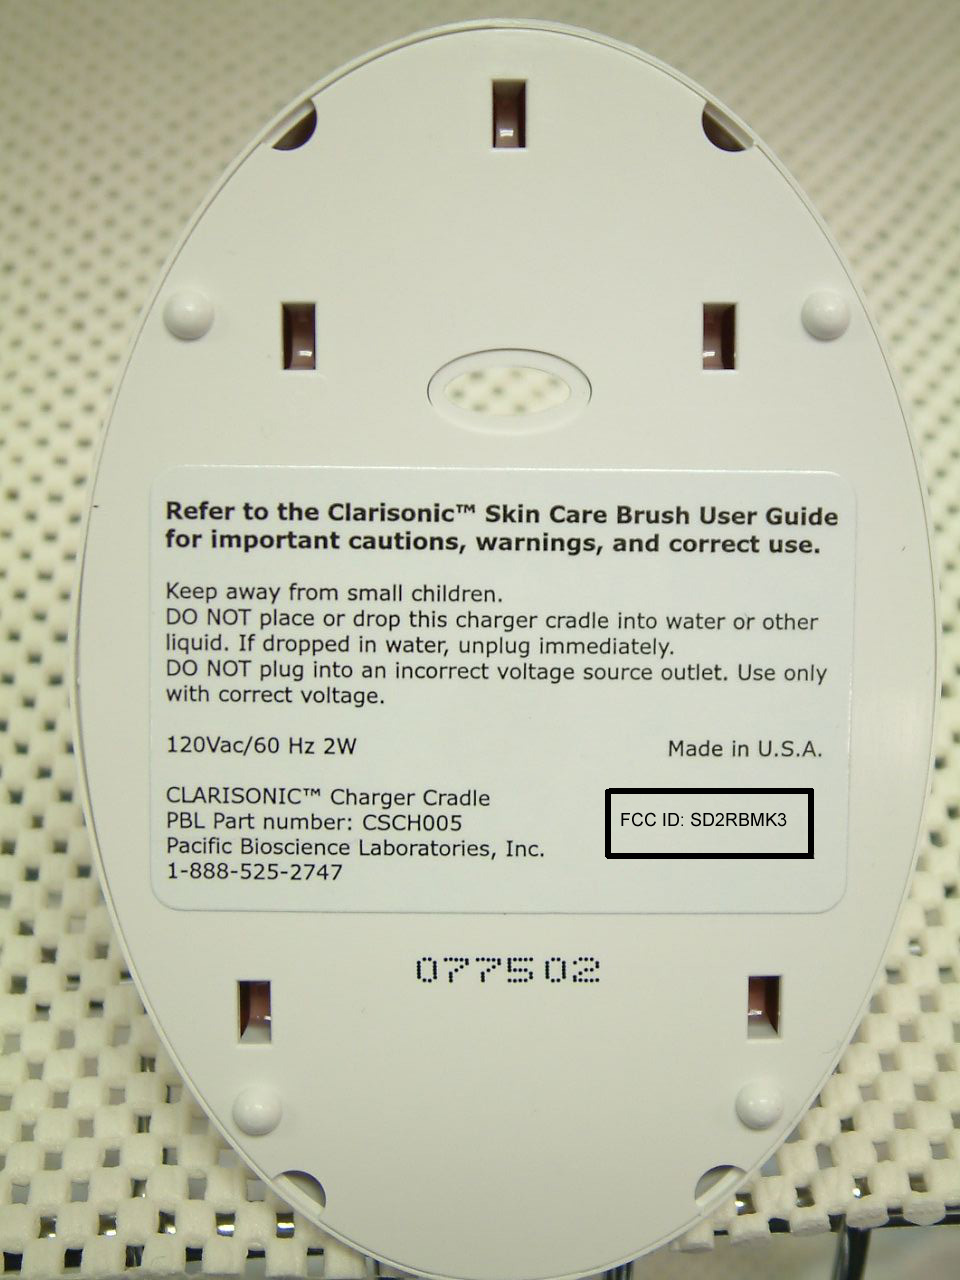 Refer to the Clarisonic™ Skin Care Brush User Guide
for important cautions, warnings, and correct use.
Keep away from small children.
DO NOT place or drop this charger cradle into water or other
liquid. If dropped in water, unplug immediately.
DO NOT plug into an incorrect voltage source outlet. Use only
with correct voltage.
120Vac/60 Hz 2W
Made in U.S.A.
CLARISONIC™ Charger Cradle
PBL Part number: CSCH005
Pacific Bioscience Laboratories, Inc.
1-888-525-2747
FCC ID: SD2RBMK3
077502